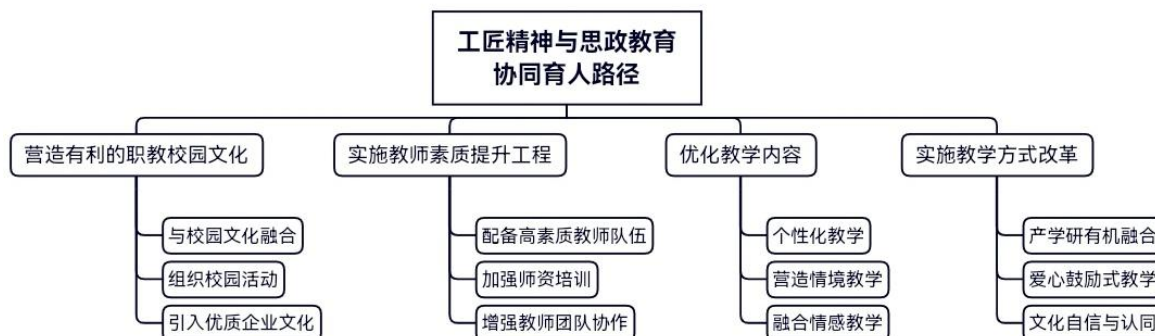 工匠精神与思政教育
协同育人路径
营造有利的职教校园文化
实施教师素质提升工程
优化教学内容
实施教学方式改革
与校园文化融合
组织校园活动
引入优质企业文化
配备高素质教师队伍
加强师资培训
增强教师团队协作
个性化教学
营造情境教学
融合情感教学
产学研有机融合
爱心鼓励式教学
文化自信与认同